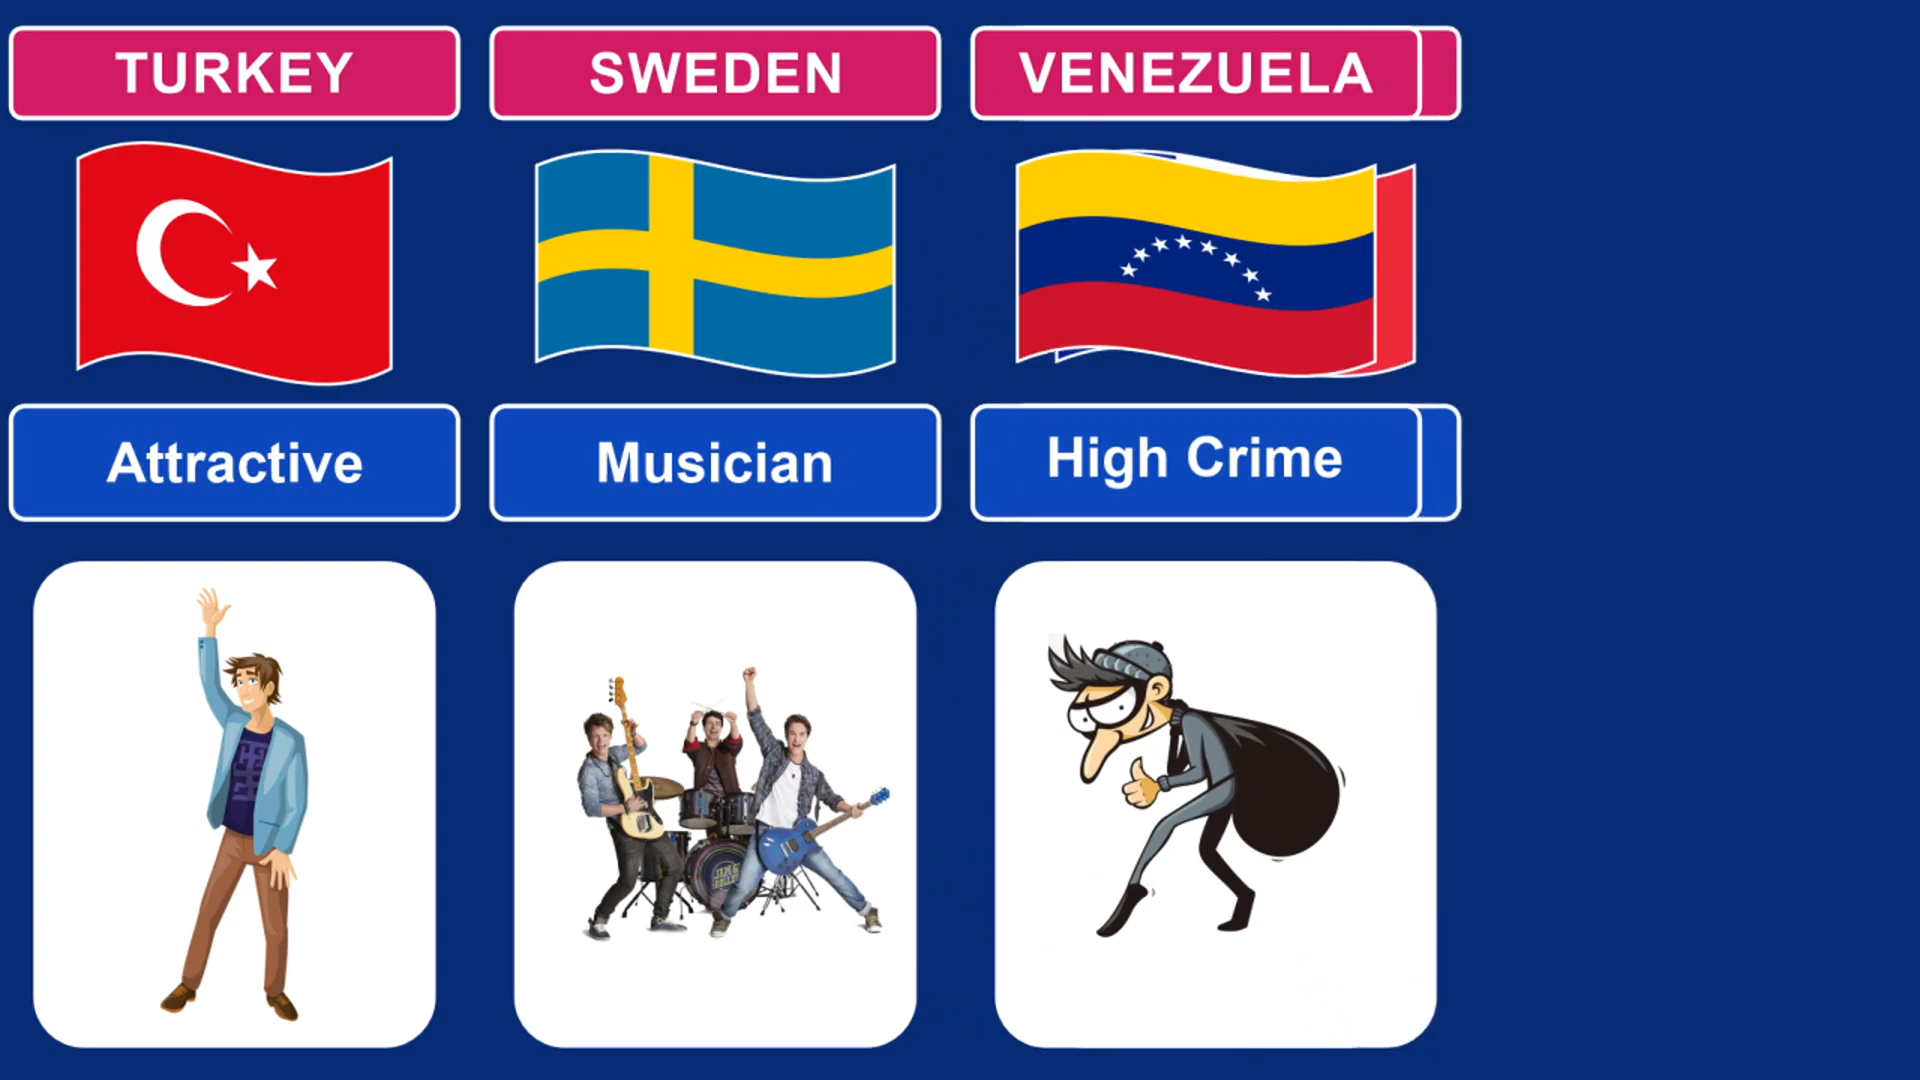 TURKEY
SWEDEN
VENEZUELA
Attractive
Musician
High Crime